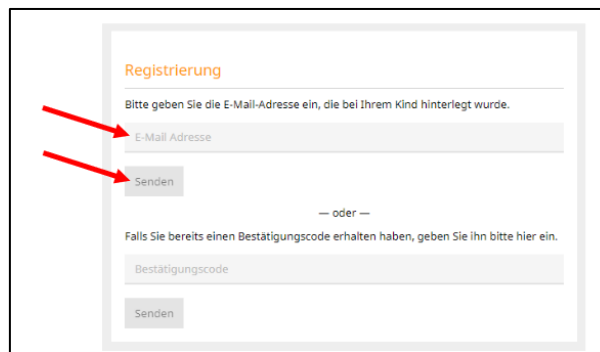 Registrierung
Bitte geben Sie die E-Mail-Adresse ein, die bei Ihrem Kind hinterlegt wurde.
E-Mail Adresse
Senden
— oder —
Falls Sie bereits einen Bestätigungscode erhalten haben, geben Sie ihn bitte hier ein.
Bestätigungscode
Senden